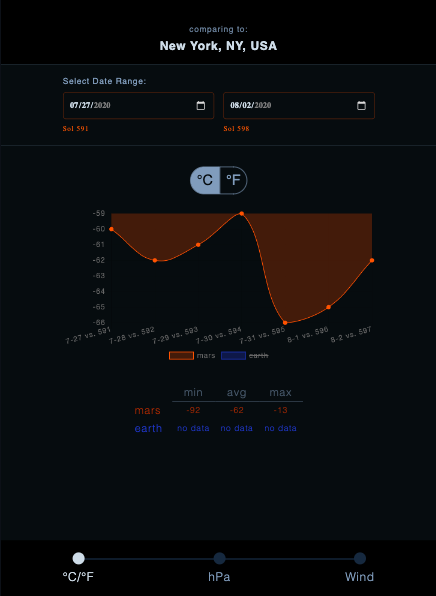 comparing to:
New York, NY, USA
Select Date Range:
07/27/2020 08/02/2020
Sol 591 Sol 598
°C °F
-59
-60
-61
-62
-63
-64
-65
-66
7-27 vs. 591 7-28 vs. 592 7-29 vs. 593 7-30 vs. 594 7-31 vs. 595 8-1 vs. 596 8-2 vs. 597
mars earth
min avg max
mars -92 -62 -13
earth no data no data no data
°C/°F hPa Wind